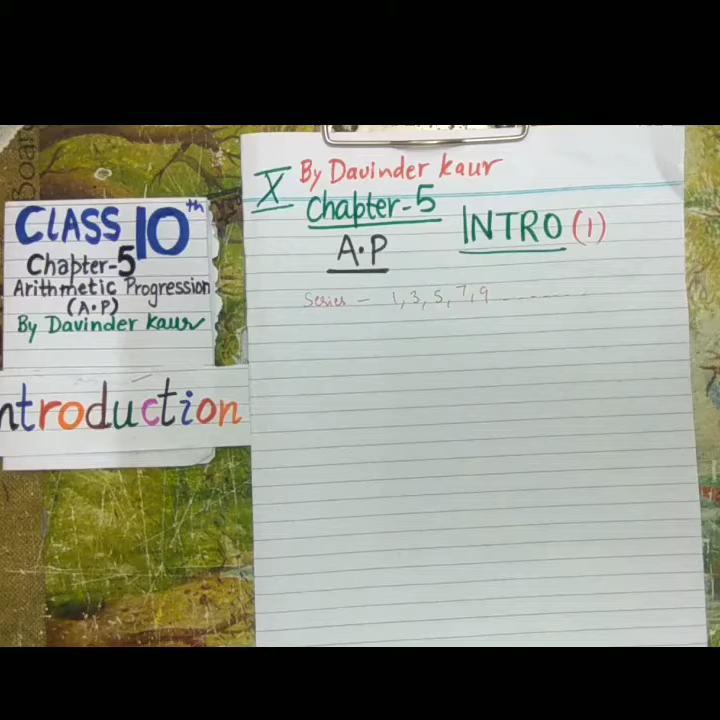 Board
CLASS 10th
Chapter-5
Arithmetic Progression
(A.P)
By Davinder Kaur
ntroduction
X By Davinder Kaur
Chapter-5
INTRO (1)
A.P
Series - 1, 3, 5, 7, 9 ----------